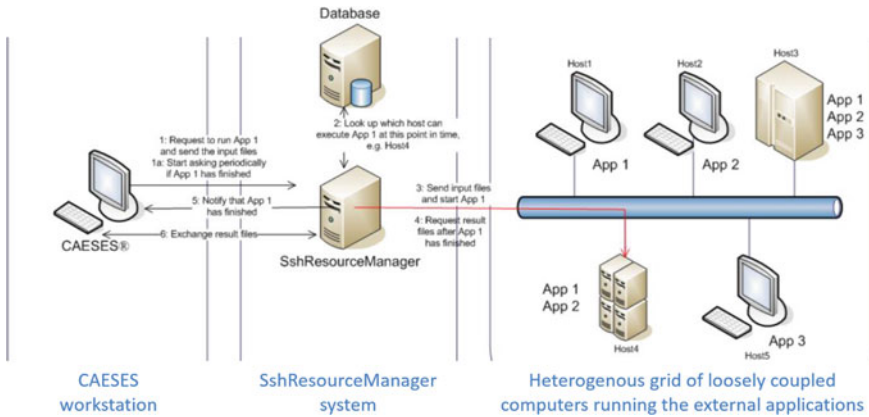 Database
2: Look up which host can
execute App 1 at this point in time,
e.g. Host4
1: Request to run App 1
and send the input files
1a: Start asking periodically
if App 1 has finished
5: Notify that App 1
has finished
6: Exchange result files
CAESES®
SshResourceManager
3: Send input files
and start App 1
4: Request result
files after App 1
has finished
Host1
App 1
Host2
App 2
Host3
App 1
App 2
App 3
App 1
App 2
Host4
App 3
Host5
CAESES
workstation
SshResourceManager
system
Heterogenous grid of loosely coupled
computers running the external applications